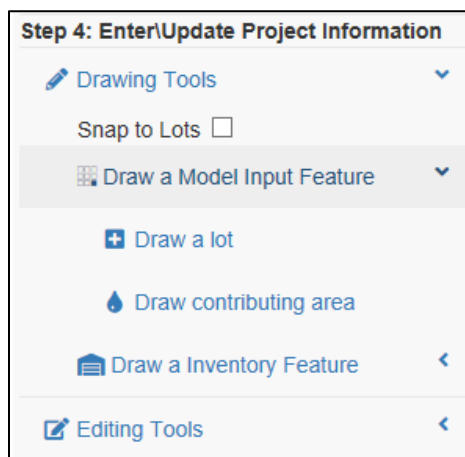 Step 4: Enter\Update Project Information
Drawing Tools
Snap to Lots
Draw a Model Input Feature
Draw a lot
Draw contributing area
Draw a Inventory Feature
Editing Tools